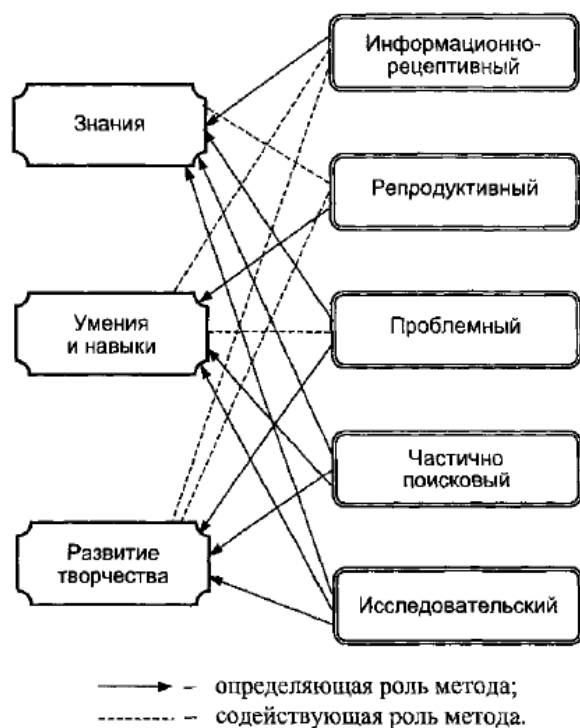 Информационно-
рецептивный
Знания
Репродуктивный
Умения
и навыки
Проблемный
Частично
поисковый
Развитие
творчества
Исследовательский
– определяющая роль метода;
– содействующая роль метода.